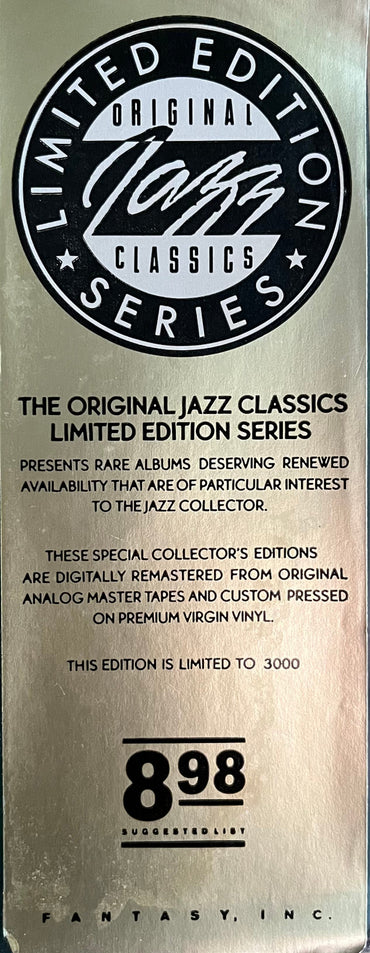 LIMITED EDITION
ORIGINAL
Jazz
CLASSICS
★ SERIES ★
THE ORIGINAL JAZZ CLASSICS
LIMITED EDITION SERIES
PRESENTS RARE ALBUMS DESERVING RENEWED
AVAILABILITY THAT ARE OF PARTICULAR INTEREST
TO THE JAZZ COLLECTOR.
THESE SPECIAL COLLECTOR'S EDITIONS
ARE DIGITALLY REMASTERED FROM ORIGINAL
ANALOG MASTER TAPES AND CUSTOM PRESSED
ON PREMIUM VIRGIN VINYL.
THIS EDITION IS LIMITED TO 3000
8 98
SUGGESTED LIST
FANTASY, INC.